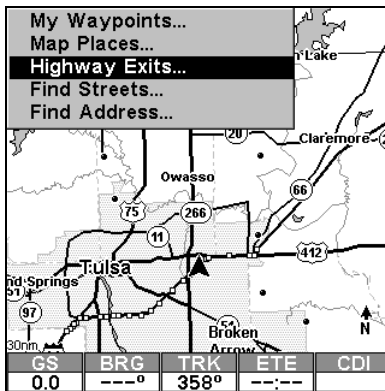 My Waypoints...
Map Places...
Highway Exits...
Find Streets...
Find Address...
n Lake
20
Claremore
66
Owasso
75
266
11
412
Tulsa
nd Springs
51
97
Broken
Arrow
N
30nm
GS BRG TRK ETE CDI
0.0 ---° 358° --:--